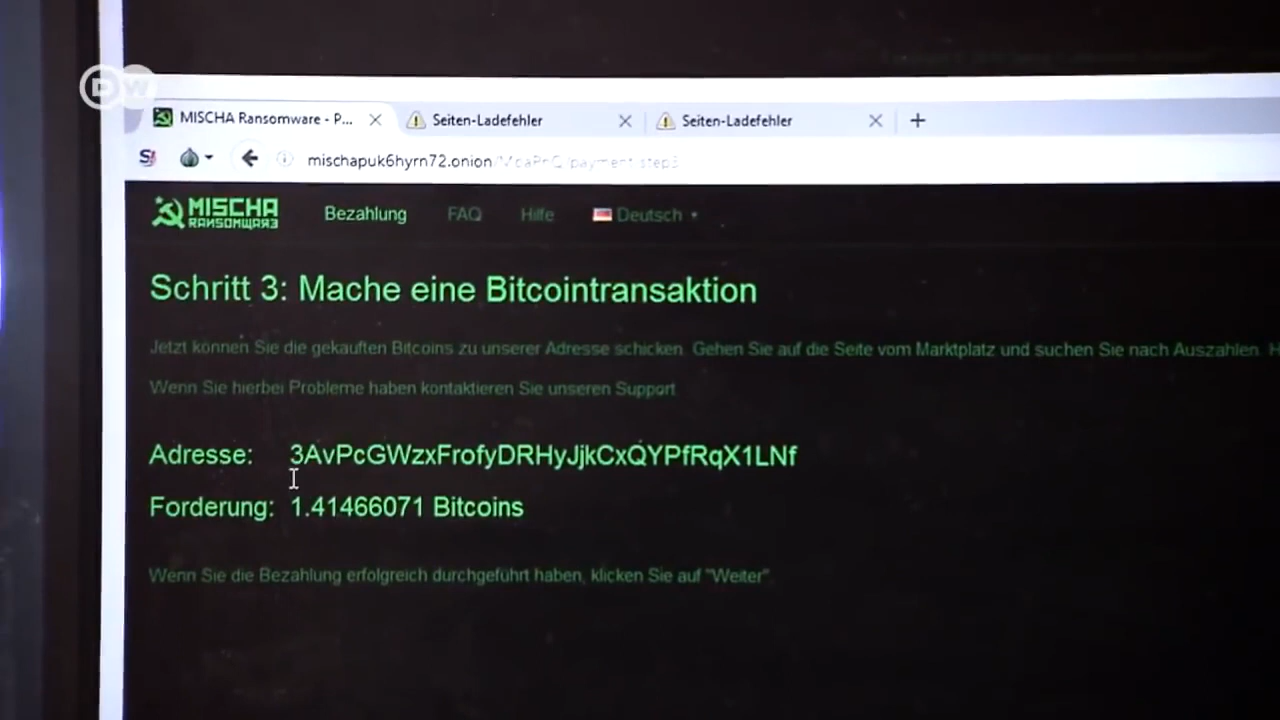 DW
MISCHA Ransomware - P... Seiten-Ladefehler Seiten-Ladefehler
mischapuk6hyrn72.onion
MISCHA Bezahlung FAQ Hilfe Deutsch
RANSOMWAR3
Schritt 3: Mache eine Bitcointransaktion
Jetzt können Sie die gekauften Bitcoins zu unserer Adresse schicken. Gehen Sie auf die Seite vom Marktplatz und suchen Sie nach Auszahlen. H
Wenn Sie hierbei Probleme haben kontaktieren Sie unseren Support
Adresse: 3AvPcGWzxFrofyDRHyJjkCxQYPfRqX1LNf
Forderung: 1.41466071 Bitcoins
Wenn Sie die Bezahlung erfolgreich durchgeführt haben, klicken Sie auf "Weiter".